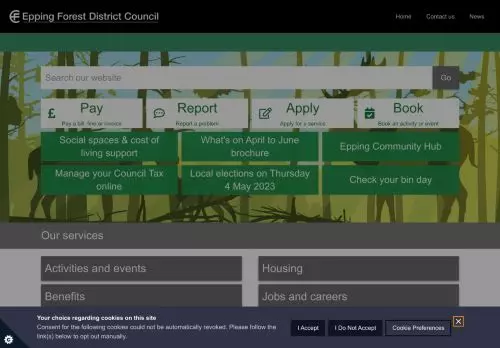 Epping Forest District Council
Home
Contact us
News
Search our website
Go
Pay
Pay a bill, fine or invoice
Report
Report a problem
Apply
Apply for a service
Book
Book an activity or event
Social spaces & cost of
living support
What's on April to June
brochure
Epping Community Hub
Manage your Council Tax
online
Local elections on Thursday
4 May 2023
Check your bin day
Our services
Activities and events
Housing
Benefits
Jobs and careers
Your choice regarding cookies on this site
Consent for the following cookies could not be automatically revoked. Please follow the
link(s) below to opt out manually.
I Accept
I Do Not Accept
Cookie Preferences